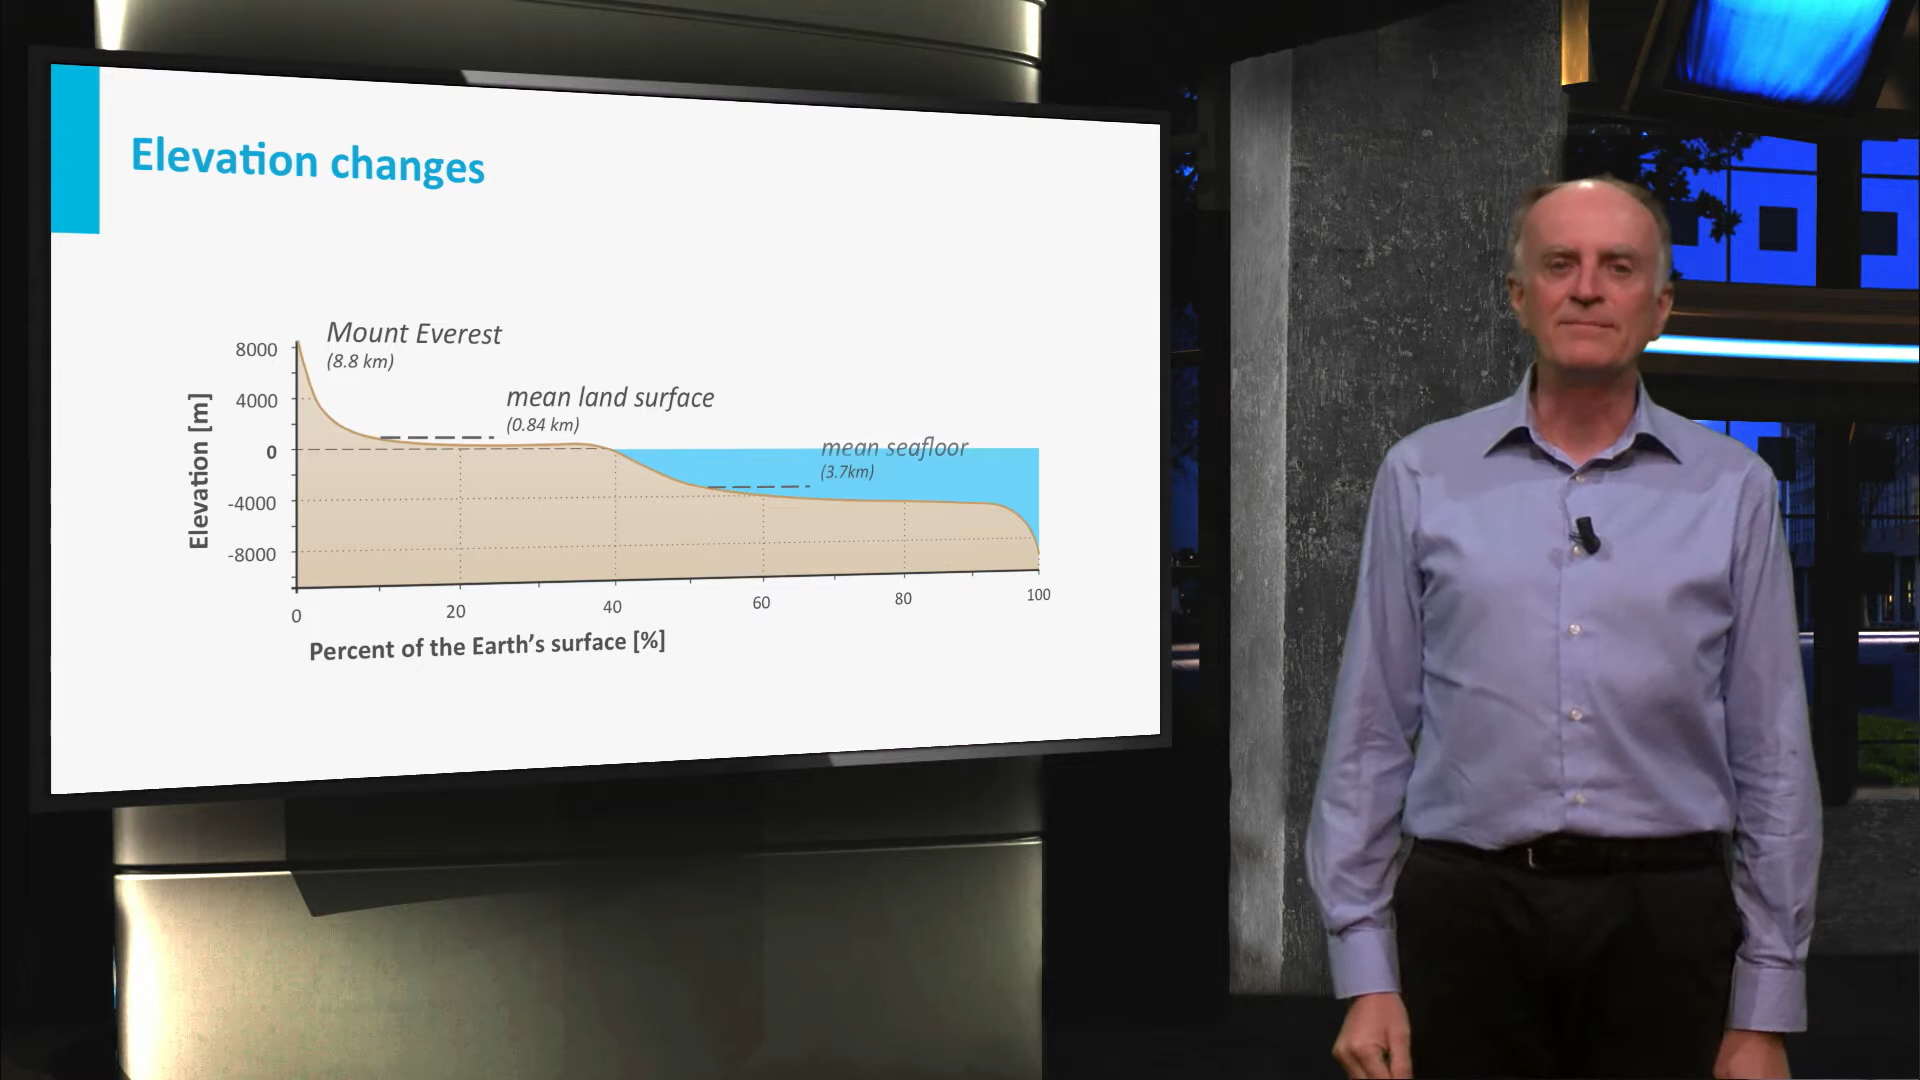 Elevation changes
Mount Everest
(8.8 km)
mean land surface
(0.84 km)
mean seafloor
(3.7km)
Elevation [m]
8000
4000
0
-4000
-8000
0
20
40
60
80
100
Percent of the Earth's surface [%]